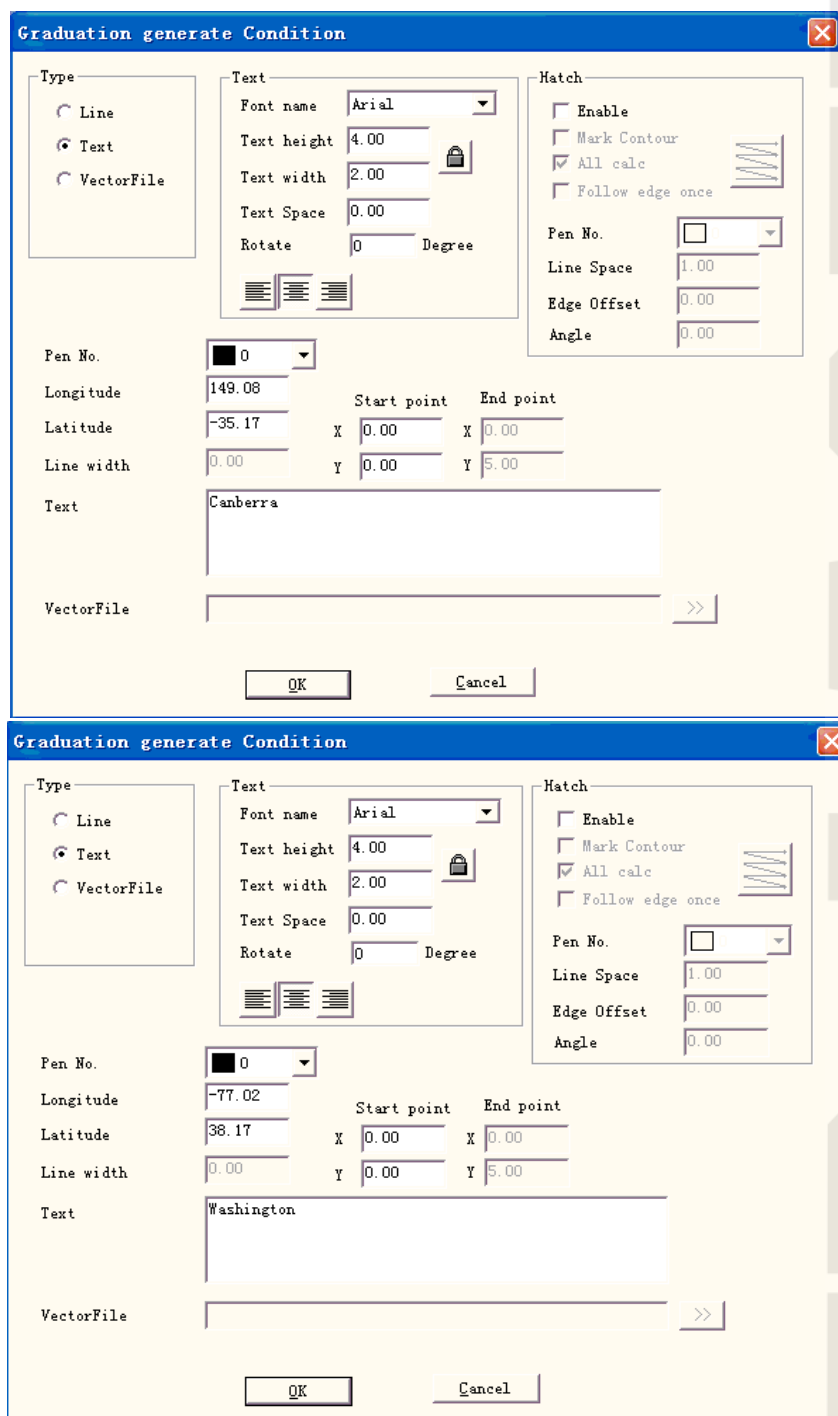 Graduation generate Condition
Type
Line
Text
VectorFile
Text
Font name Arial
Text height 4.00
Text width 2.00
Text Space 0.00
Rotate 0 Degree
Hatch
Enable
Mark Contour
All calc
Follow edge once
Pen No.
Line Space 1.00
Edge Offset 0.00
Angle 0.00
Pen No. 0
Longitude 149.08
Latitude -35.17
Line width 0.00
Start point End point
X 0.00 X 0.00
Y 0.00 Y 5.00
Text Canberra
VectorFile >>
OK Cancel
Graduation generate Condition
Type
Line
Text
VectorFile
Text
Font name Arial
Text height 4.00
Text width 2.00
Text Space 0.00
Rotate 0 Degree
Hatch
Enable
Mark Contour
All calc
Follow edge once
Pen No.
Line Space 1.00
Edge Offset 0.00
Angle 0.00
Pen No. 0
Longitude -77.02
Latitude 38.17
Line width 0.00
Start point End point
X 0.00 X 0.00
Y 0.00 Y 5.00
Text Washington
VectorFile >>
OK Cancel